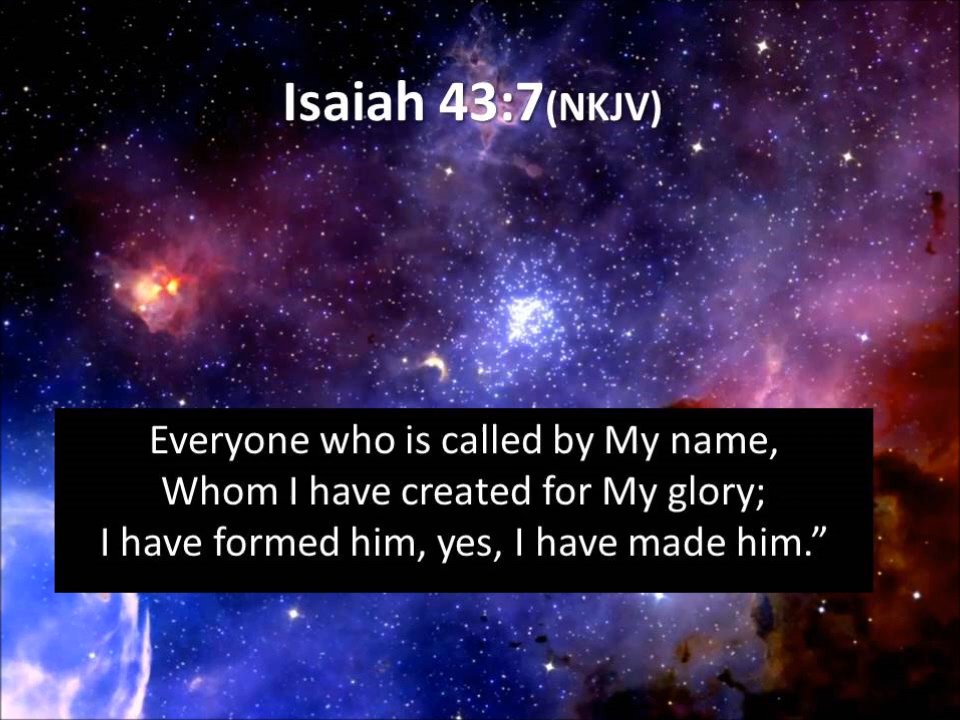 Isaiah 43:7(NKJV)
Everyone who is called by My name,
Whom I have created for My glory;
I have formed him, yes, I have made him.”